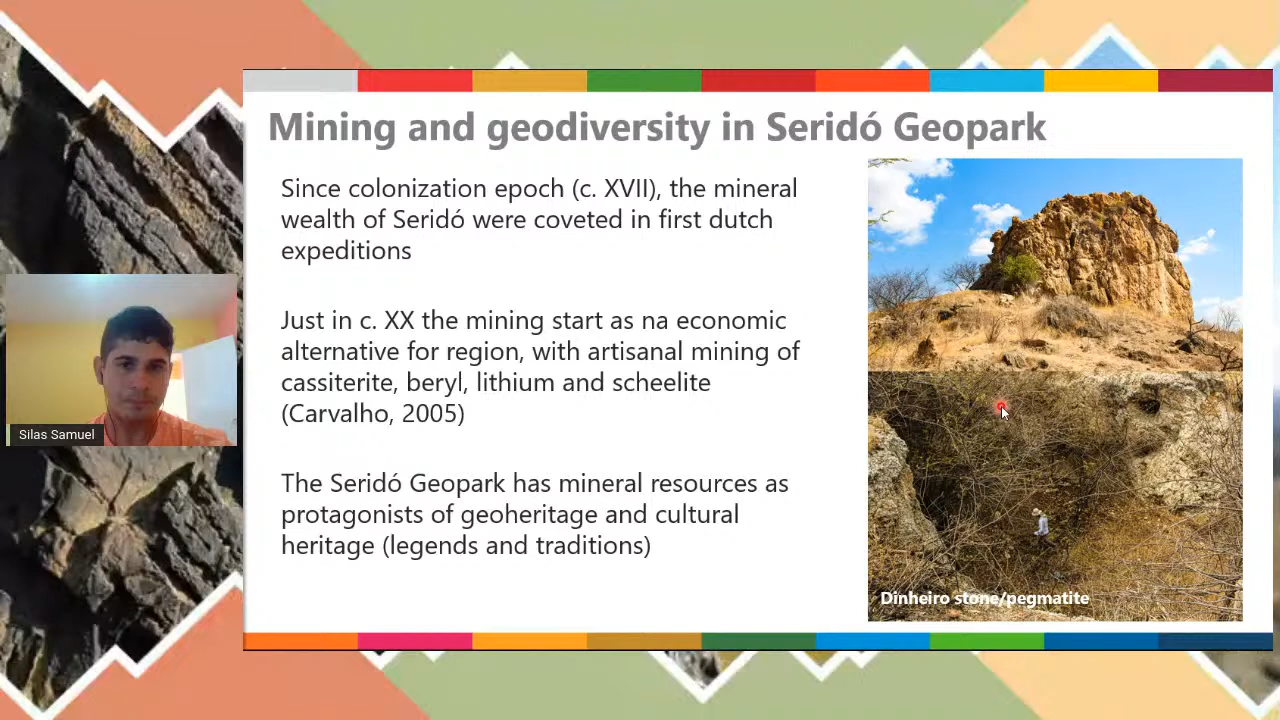 Mining and geodiversity in Seridó Geopark
Since colonization epoch (c. XVII), the mineral
wealth of Seridó were coveted in first dutch
expeditions
Just in c. XX the mining start as na economic
alternative for region, with artisanal mining of
cassiterite, beryl, lithium and scheelite
(Carvalho, 2005)
The Seridó Geopark has mineral resources as
protagonists of geoheritage and cultural
heritage (legends and traditions)
Dinheiro stone/pegmatite
Silas Samuel